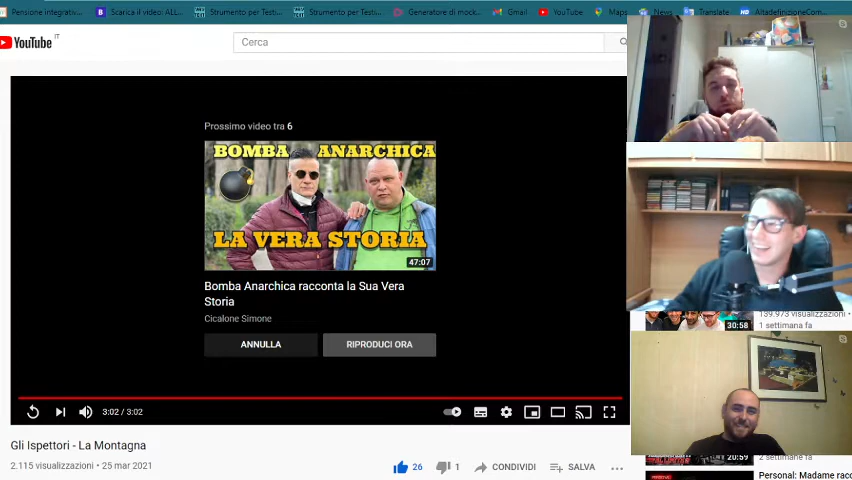 Pensione integrativ...
Scarica il video: ALL...
Strumento per Testi...
Strumento per Testi...
Generatore di mock...
Gmail
YouTube
Maps
News
Translate
AltadefinizioneCom...
YouTube IT
Cerca
Prossimo video tra 6
BOMBA ANARCHICA
LA VERA STORIA
47:07
Bomba Anarchica racconta la Sua Vera
Storia
Cicalone Simone
ANNULLA
RIPRODUCI ORA
139.973 visualizzazioni
1 settimana fa
30:58
3:02 / 3:02
Gli Ispettori - La Montagna
2.115 visualizzazioni • 25 mar 2021
26
1
CONDIVIDI
SALVA
2 settimane fa
20:59
Personal: Madame racc